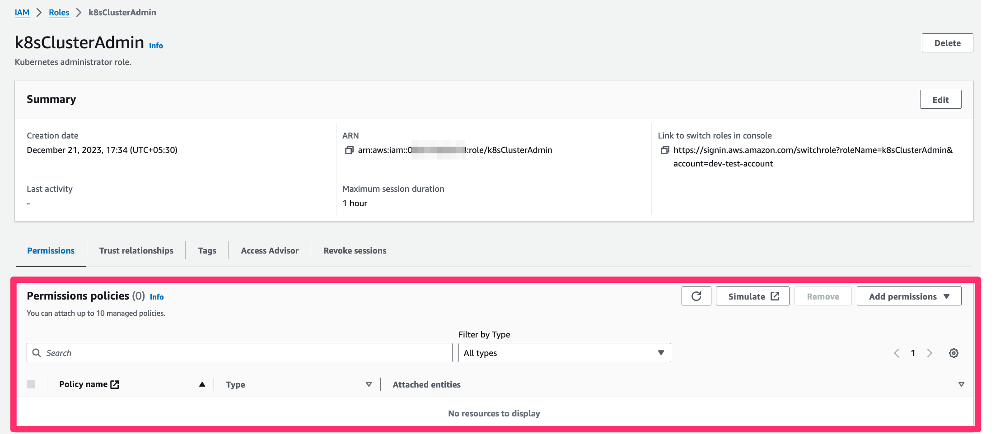 IAM > Roles > k8sClusterAdmin
k8sClusterAdmin Info
Delete
Kubernetes administrator role.
Summary
Edit
Creation date
December 21, 2023, 17:34 (UTC+05:30)
ARN
arn:aws:iam::0 :role/k8sClusterAdmin
Link to switch roles in console
https://signin.aws.amazon.com/switchrole?roleName=k8sClusterAdmin&
account=dev-test-account
Last activity
-
Maximum session duration
1 hour
Permissions
Trust relationships
Tags
Access Advisor
Revoke sessions
Permissions policies (0) Info
Simulate
Remove
Add permissions
You can attach up to 10 managed policies.
Filter by Type
Search
All types
1
Policy name
Type
Attached entities
No resources to display